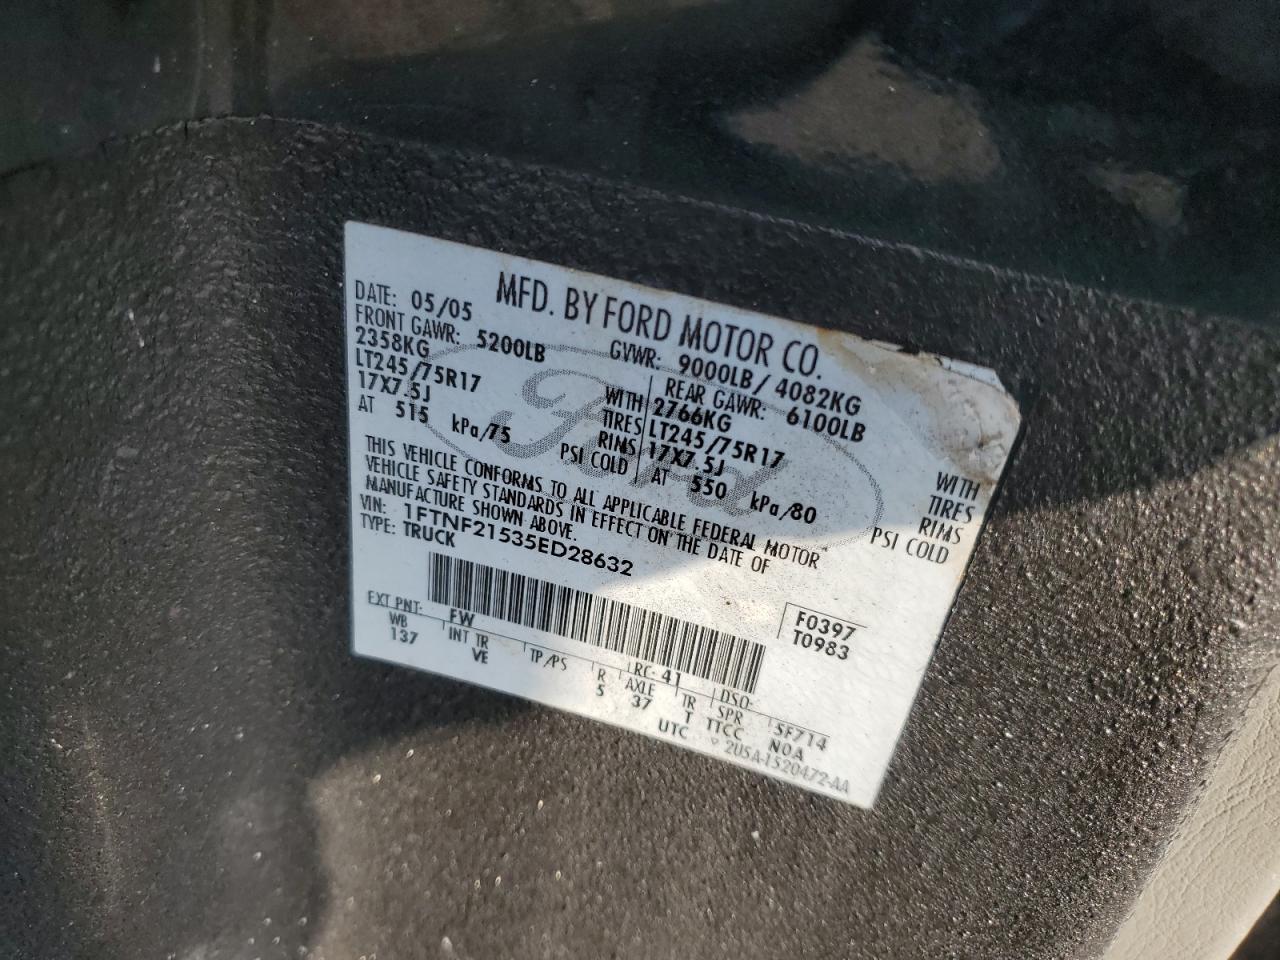 MFD. BY FORD MOTOR CO.
DATE: 05/05 GVWR: 9000LB/ 4082KG
FRONT GAWR: 5200LB REAR GAWR: 6100LB
2358KG WITH 2766KG WITH
LT245/75R17 TIRES LT245/75R17 TIRES
17X7.5J RIMS 17X7.5J RIMS
AT 515 kPa/75 PSI COLD AT 550 kPa/80 PSI COLD
THIS VEHICLE CONFORMS TO ALL APPLICABLE FEDERAL MOTOR
VEHICLE SAFETY STANDARDS IN EFFECT ON THE DATE OF
MANUFACTURE SHOWN ABOVE.
VIN: 1FTNF21535ED28632
TYPE: TRUCK
F0397
T0983
EXT PNT: FW RC: 41 DSO:
WB INT TR TP/PS R AXLE TR SPR SF714
137 VE 5 37 T TTCC N0A
UTC 2U5A-1520472-AA
Ford